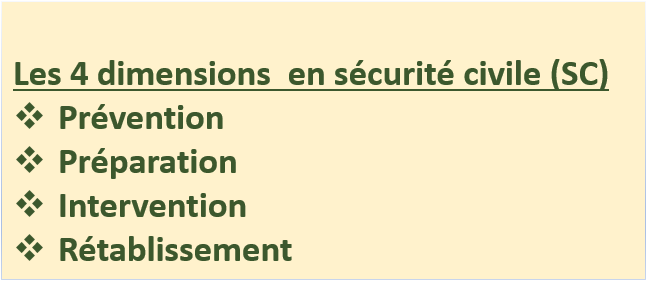 Les 4 dimensions  en sécurité civile (SC)
❖ Prévention
❖ Préparation
❖ Intervention
❖ Rétablissement